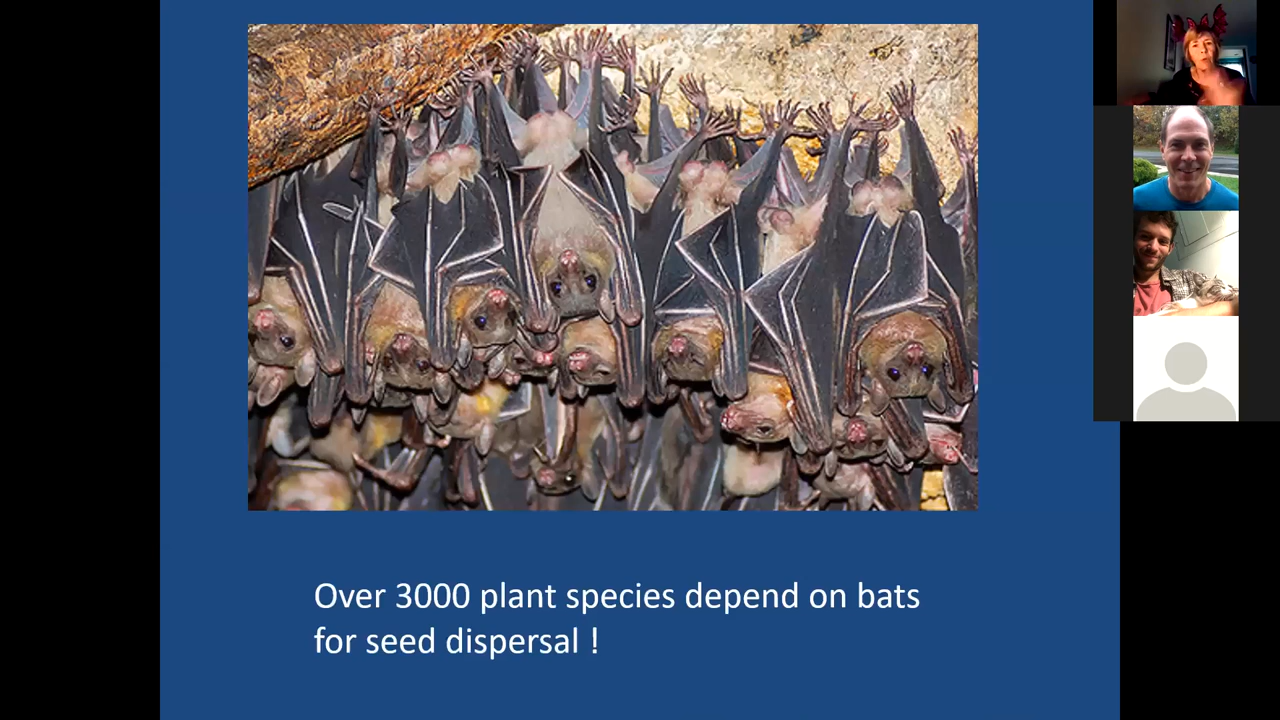 Over 3000 plant species depend on bats
for seed dispersal !